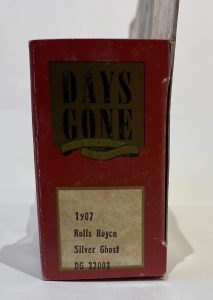 DAYS
GONE
1907
Rolls Royce
Silver Ghost
DG 32003